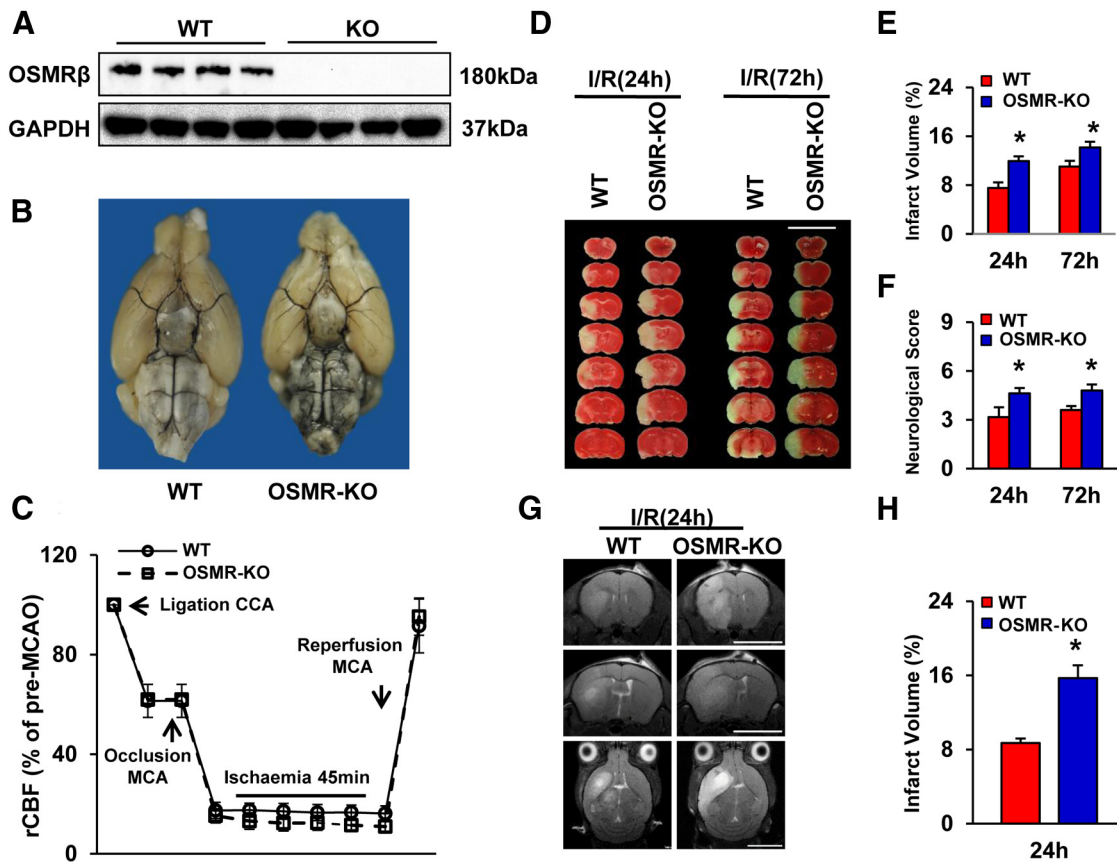 A
WT KO
OSMRβ 180kDa
GAPDH 37kDa
B
WT OSMR-KO
C
WT
OSMR-KO
rCBF (% of pre-MCAO)
120
80
40
0
Ligation CCA
Occlusion
MCA
Ischaemia 45min
Reperfusion
MCA
D
I/R(24h) I/R(72h)
WT OSMR-KO WT OSMR-KO
E
WT
OSMR-KO
Infarct Volume (%)
24
16
8
0
* *
24h 72h
F
WT
OSMR-KO
Neurological Score
9
6
3
0
* *
24h 72h
G
I/R(24h)
WT OSMR-KO
H
WT
OSMR-KO
Infarct Volume (%)
24
16
8
0
*
24h